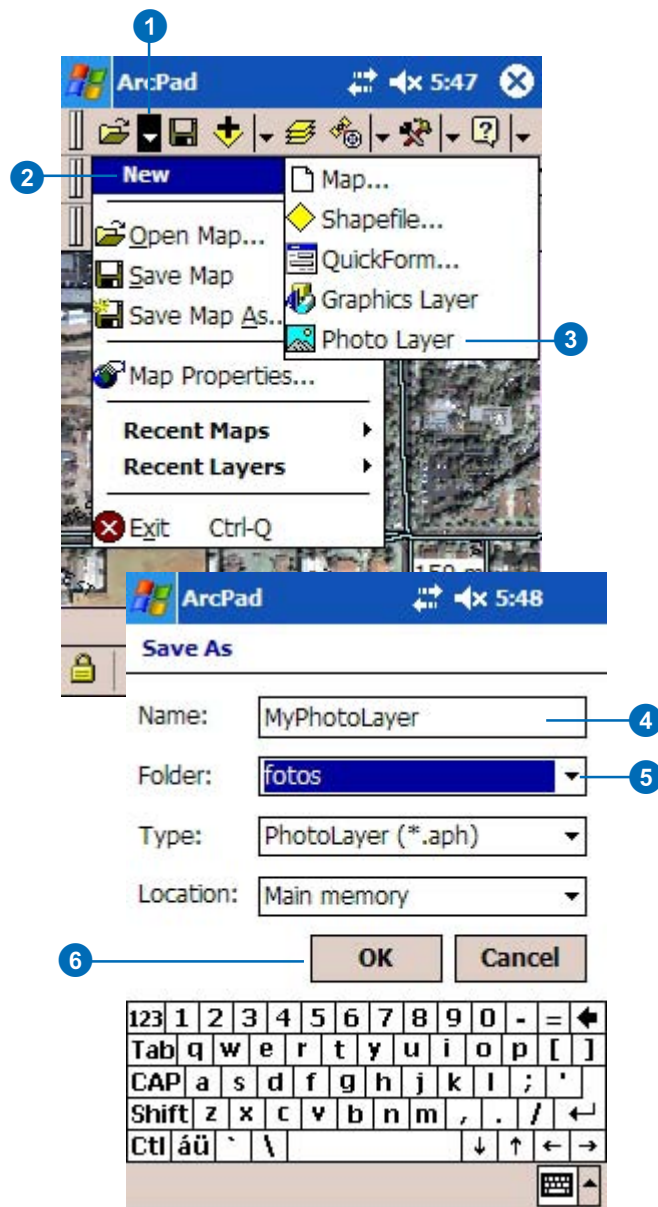 1
ArcPad 5:47
2
New
Map...
Shapefile...
Open Map...
QuickForm...
Save Map
Graphics Layer
Save Map As..
Photo Layer
3
Map Properties...
Recent Maps
Recent Layers
Exit Ctrl-Q
150 m
ArcPad 5:48
Save As
Name: MyPhotoLayer
4
Folder: fotos
5
Type: PhotoLayer (*.aph)
Location: Main memory
6
OK Cancel
123 1 2 3 4 5 6 7 8 9 0 - =
Tab q w e r t y u i o p [ ]
CAP a s d f g h j k l ; '
Shift z x c v b n m , . /
Ctl áü ` \